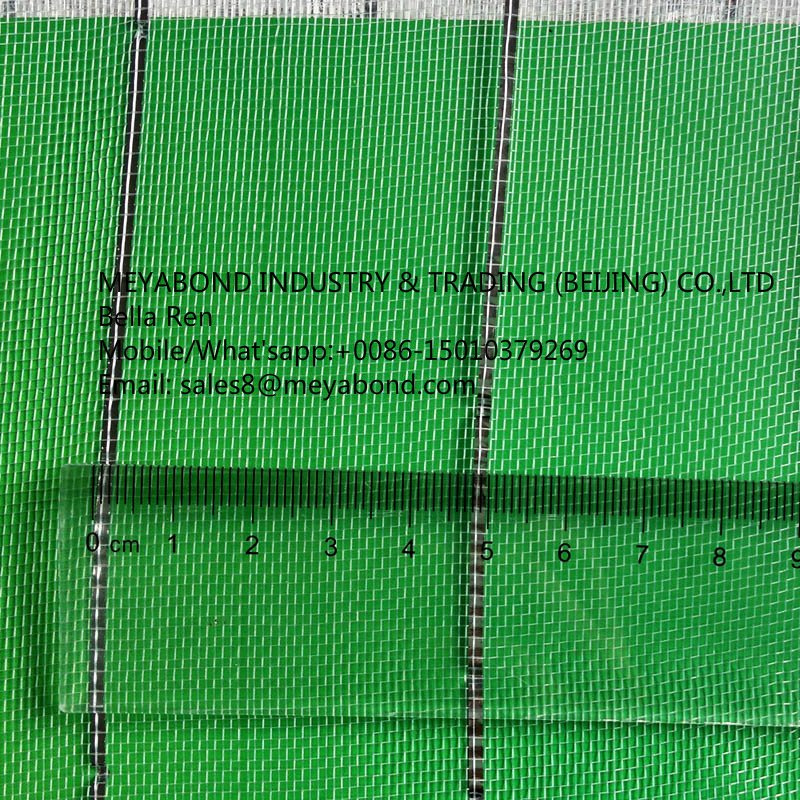 MEYABOND INDUSTRY & TRADING (BEIJING) CO.,LTD
Bella Ren
Mobile/What'sapp:+0086-15010379269
Email: sales8@meyabond.com
0 cm 1 2 3 4 5 6 7 8 9